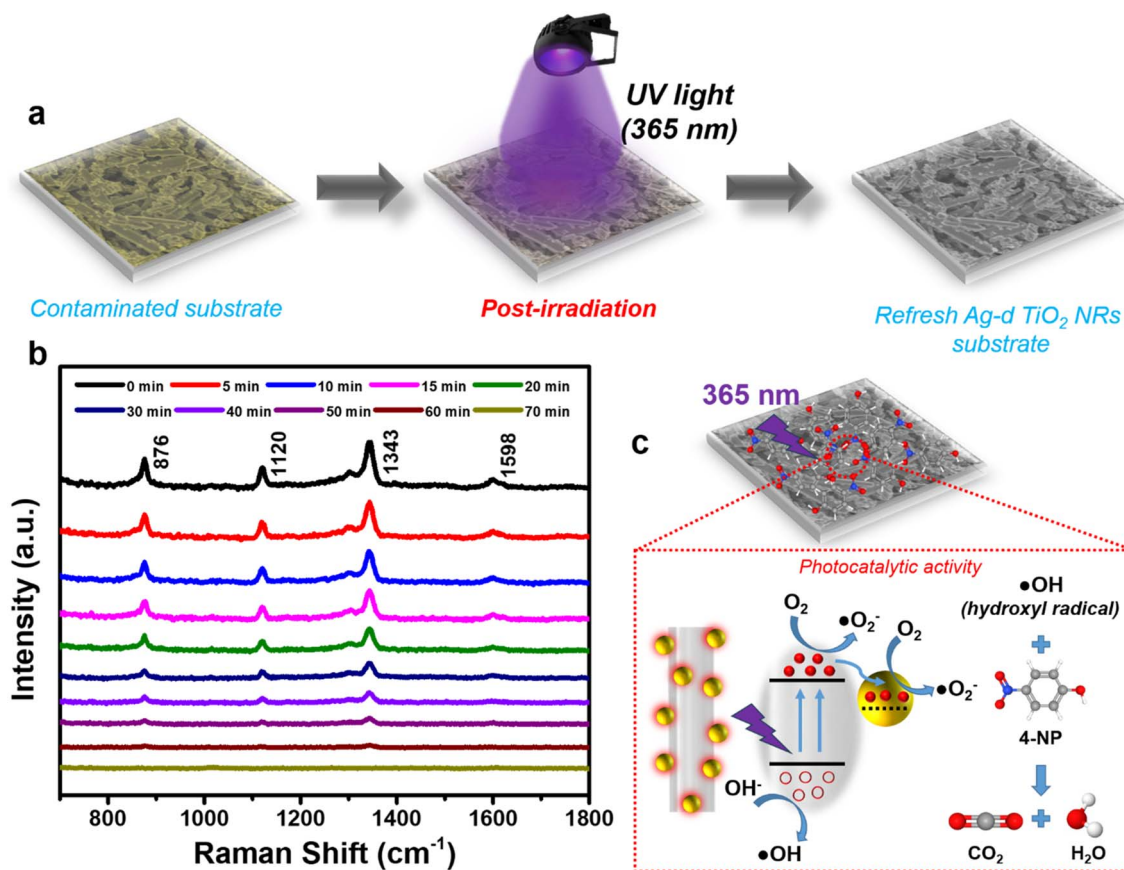 a
UV light
(365 nm)
Contaminated substrate
Post-irradiation
Refresh Ag-d TiO₂ NRs
substrate
b
0 min 5 min 10 min 15 min 20 min
30 min 40 min 50 min 60 min 70 min
876
1120
1343
1598
Intensity (a.u.)
800 1000 1200 1400 1600 1800
Raman Shift (cm⁻¹)
c
365 nm
Photocatalytic activity
O₂
●O₂⁻
O₂
●O₂⁻
OH⁻
●OH
●OH
(hydroxyl radical)
4-NP
CO₂
H₂O